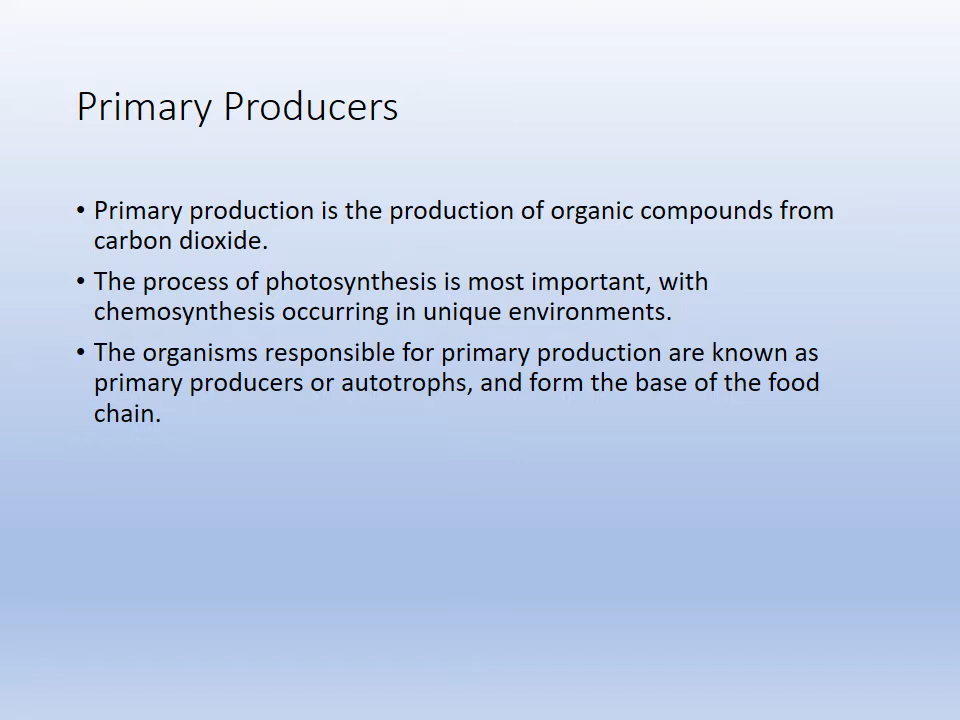 Primary Producers
• Primary production is the production of organic compounds from
carbon dioxide.
• The process of photosynthesis is most important, with
chemosynthesis occurring in unique environments.
• The organisms responsible for primary production are known as
primary producers or autotrophs, and form the base of the food
chain.